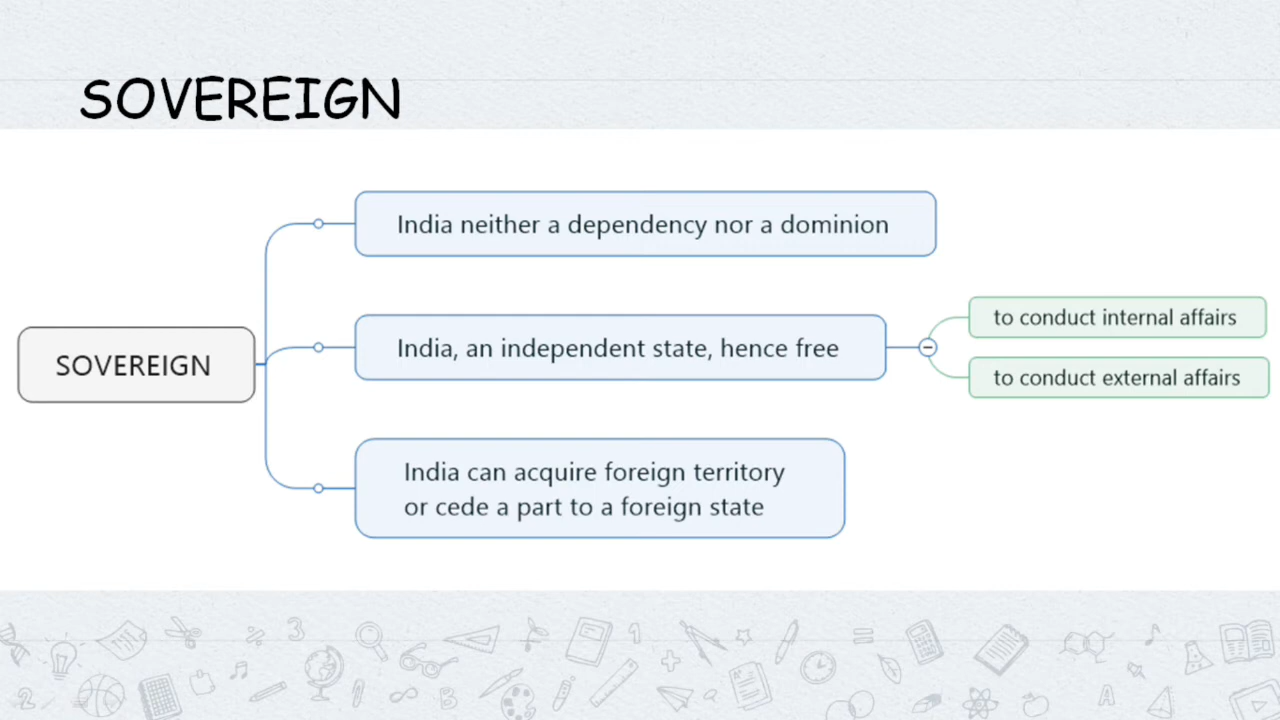 SOVEREIGN
SOVEREIGN
India neither a dependency nor a dominion
India, an independent state, hence free
to conduct internal affairs
to conduct external affairs
India can acquire foreign territory
or cede a part to a foreign state